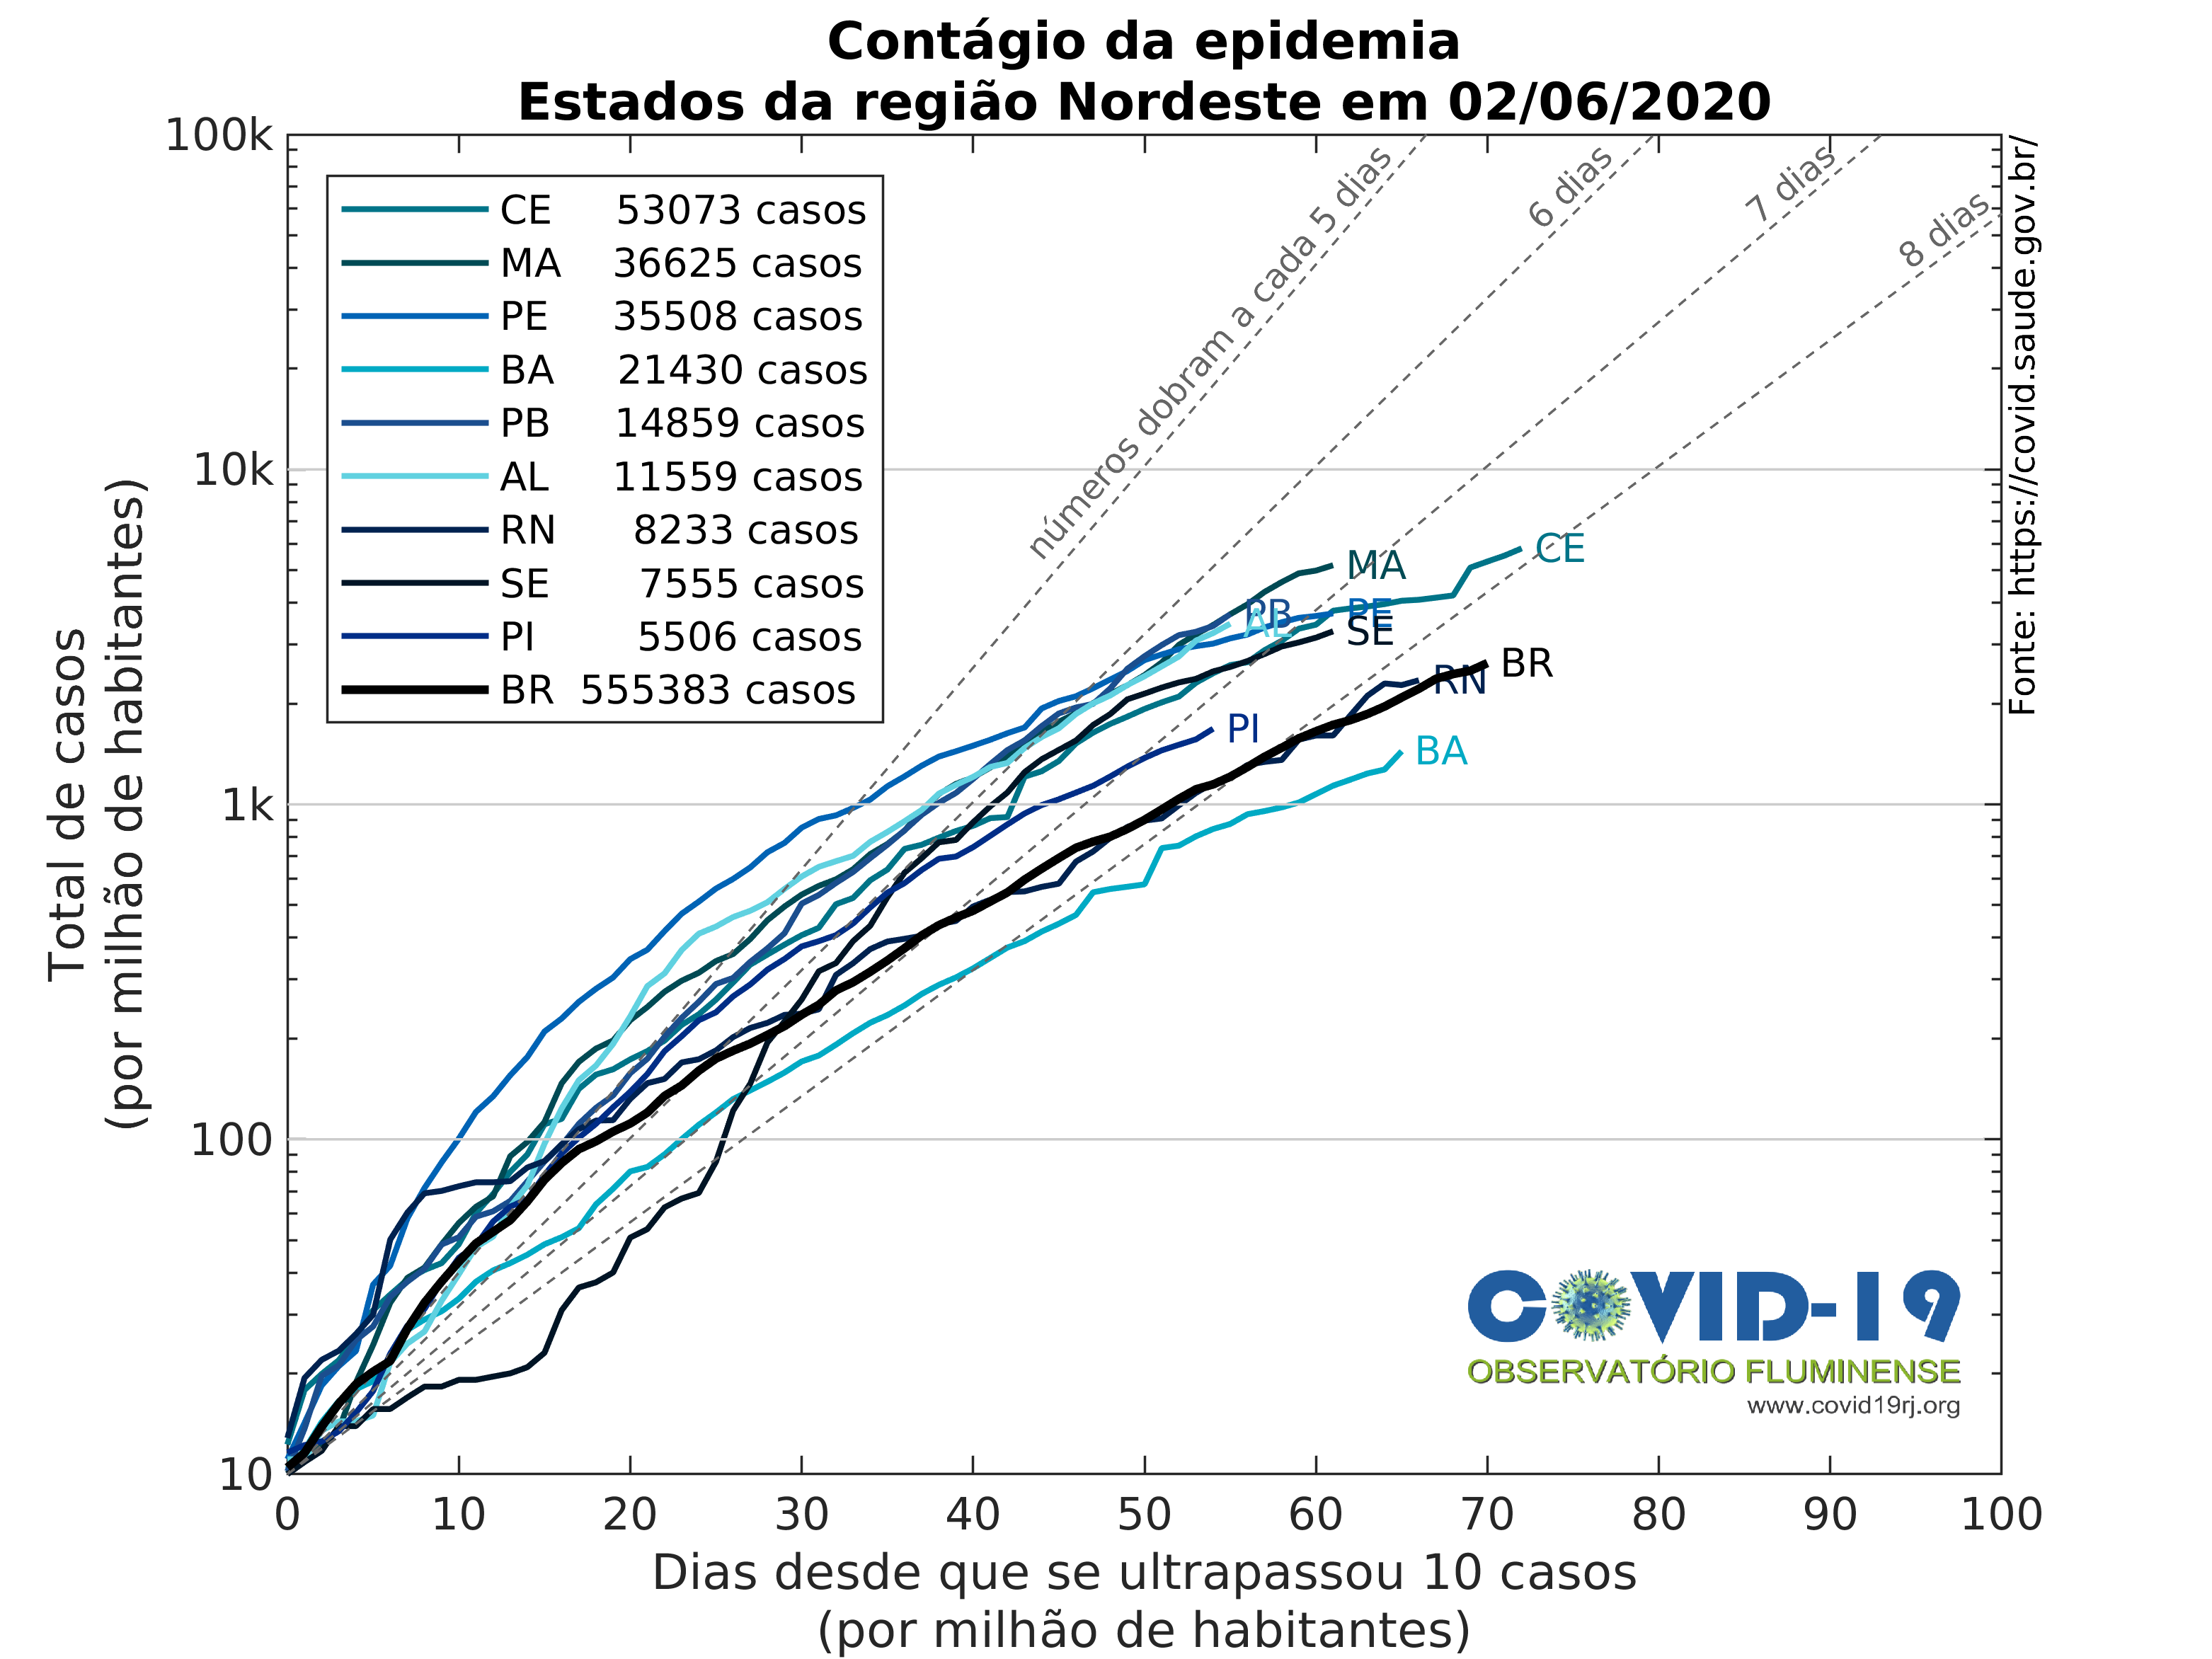 Contágio da epidemia
Estados da região Nordeste em 02/06/2020
100k
10k
1k
100
10
Total de casos
(por milhão de habitantes)
CE 53073 casos
MA 36625 casos
PE 35508 casos
BA 21430 casos
PB 14859 casos
AL 11559 casos
RN 8233 casos
SE 7555 casos
PI 5506 casos
BR 555383 casos
números dobram a cada 5 dias
6 dias
7 dias
8 dias
Fonte: https://covid.saude.gov.br/
CE
MA
PB
PE
AL
SE
BR
RN
PI
BA
COVID-19
OBSERVATÓRIO FLUMINENSE
www.covid19rj.org
0 10 20 30 40 50 60 70 80 90 100
Dias desde que se ultrapassou 10 casos
(por milhão de habitantes)